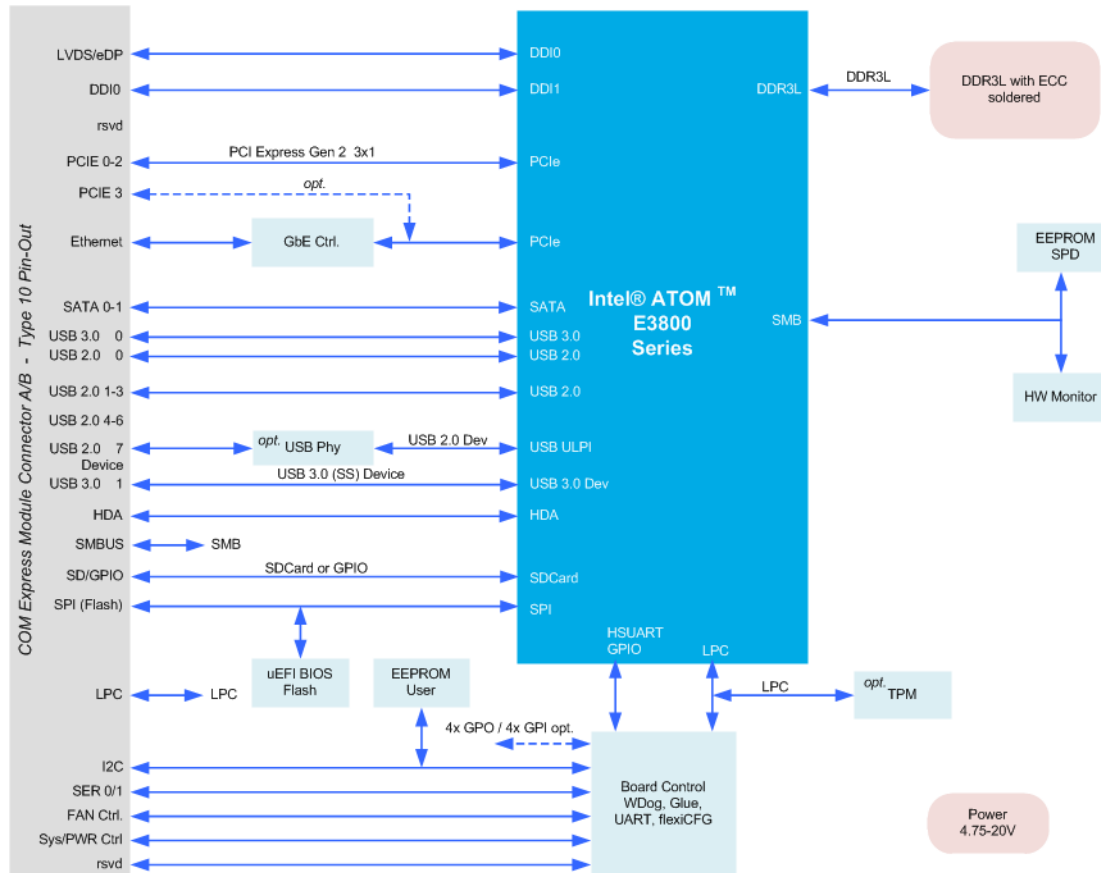 COM Express Module Connector A/B - Type 10 Pin-Out
LVDS/eDP
DDI0
DDI0
DDI1
rsvd
PCIE 0-2
PCI Express Gen 2 3x1
PCIe
PCIE 3
opt.
Ethernet
GbE Ctrl.
PCIe
SATA 0-1
SATA
USB 3.0 0
USB 3.0
USB 2.0 0
USB 2.0
USB 2.0 1-3
USB 2.0
USB 2.0 4-6
USB 2.0 7
Device
opt. USB Phy
USB 2.0 Dev
USB ULPI
USB 3.0 1
USB 3.0 (SS) Device
USB 3.0 Dev
HDA
HDA
SMBUS
SMB
SD/GPIO
SDCard or GPIO
SDCard
SPI (Flash)
SPI
Intel® ATOM ™
E3800
Series
DDR3L
DDR3L
DDR3L with ECC
soldered
SMB
EEPROM
SPD
HW Monitor
HSUART
GPIO
LPC
uEFI BIOS
Flash
EEPROM
User
LPC
LPC
LPC
opt. TPM
4x GPO / 4x GPI opt.
I2C
SER 0/1
FAN Ctrl.
Sys/PWR Ctrl
rsvd
Board Control
WDog, Glue,
UART, flexiCFG
Power
4.75-20V